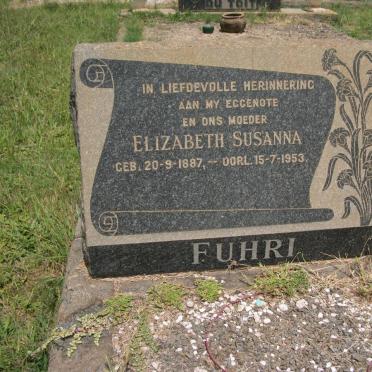 IN LIEFDEVOLLE HERINNERING
AAN MY EGGENOTE
EN ONS MOEDER
ELIZABETH SUSANNA
GEB. 20-9-1887, — OORL. 15-7-1953.
FUHRI